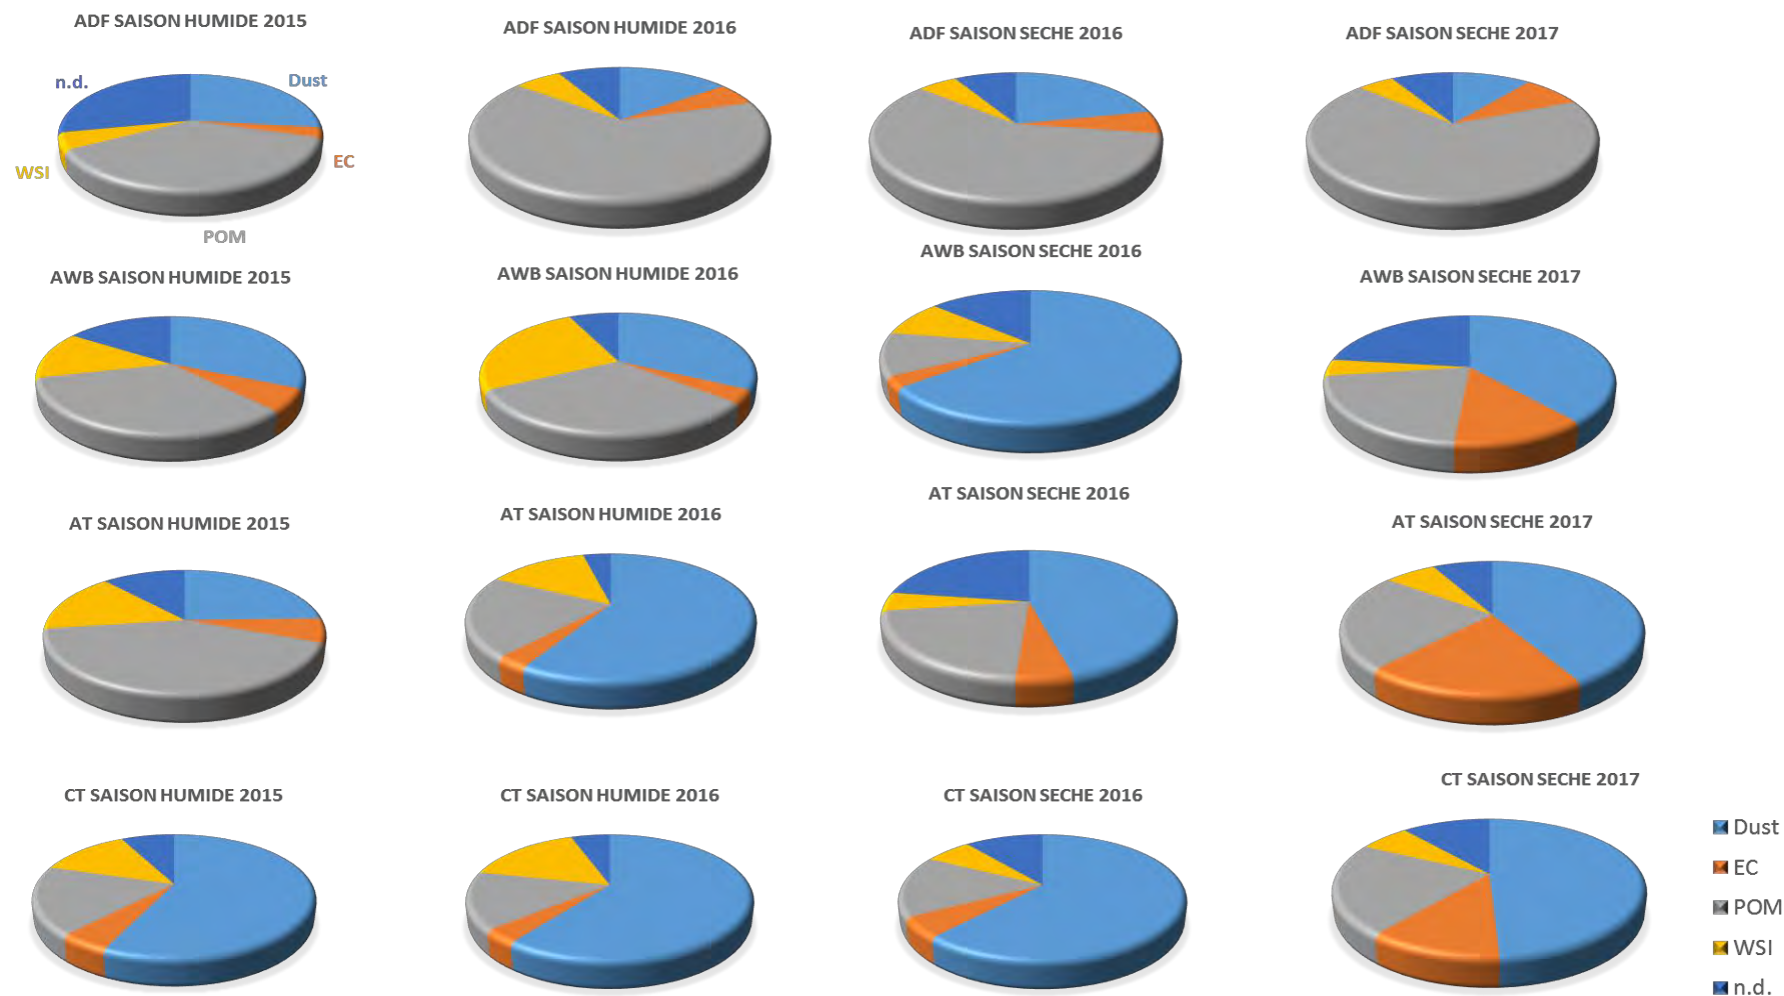 ADF SAISON HUMIDE 2015
ADF SAISON HUMIDE 2016
ADF SAISON SECHE 2016
ADF SAISON SECHE 2017
n.d.
Dust
WSI
EC
POM
AWB SAISON HUMIDE 2015
AWB SAISON HUMIDE 2016
AWB SAISON SECHE 2016
AWB SAISON SECHE 2017
AT SAISON HUMIDE 2015
AT SAISON HUMIDE 2016
AT SAISON SECHE 2016
AT SAISON SECHE 2017
CT SAISON HUMIDE 2015
CT SAISON HUMIDE 2016
CT SAISON SECHE 2016
CT SAISON SECHE 2017
Dust
EC
POM
WSI
n.d.